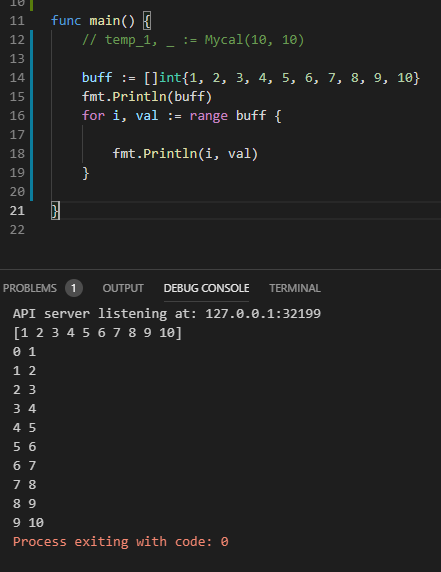 10
11 func main() {
12 // temp_1, _ := Mycal(10, 10)
13
14 buff := []int{1, 2, 3, 4, 5, 6, 7, 8, 9, 10}
15 fmt.Println(buff)
16 for i, val := range buff {
17
18 fmt.Println(i, val)
19 }
20
21 }
22
PROBLEMS 1 OUTPUT DEBUG CONSOLE TERMINAL
API server listening at: 127.0.0.1:32199
[1 2 3 4 5 6 7 8 9 10]
0 1
1 2
2 3
3 4
4 5
5 6
6 7
7 8
8 9
9 10
Process exiting with code: 0